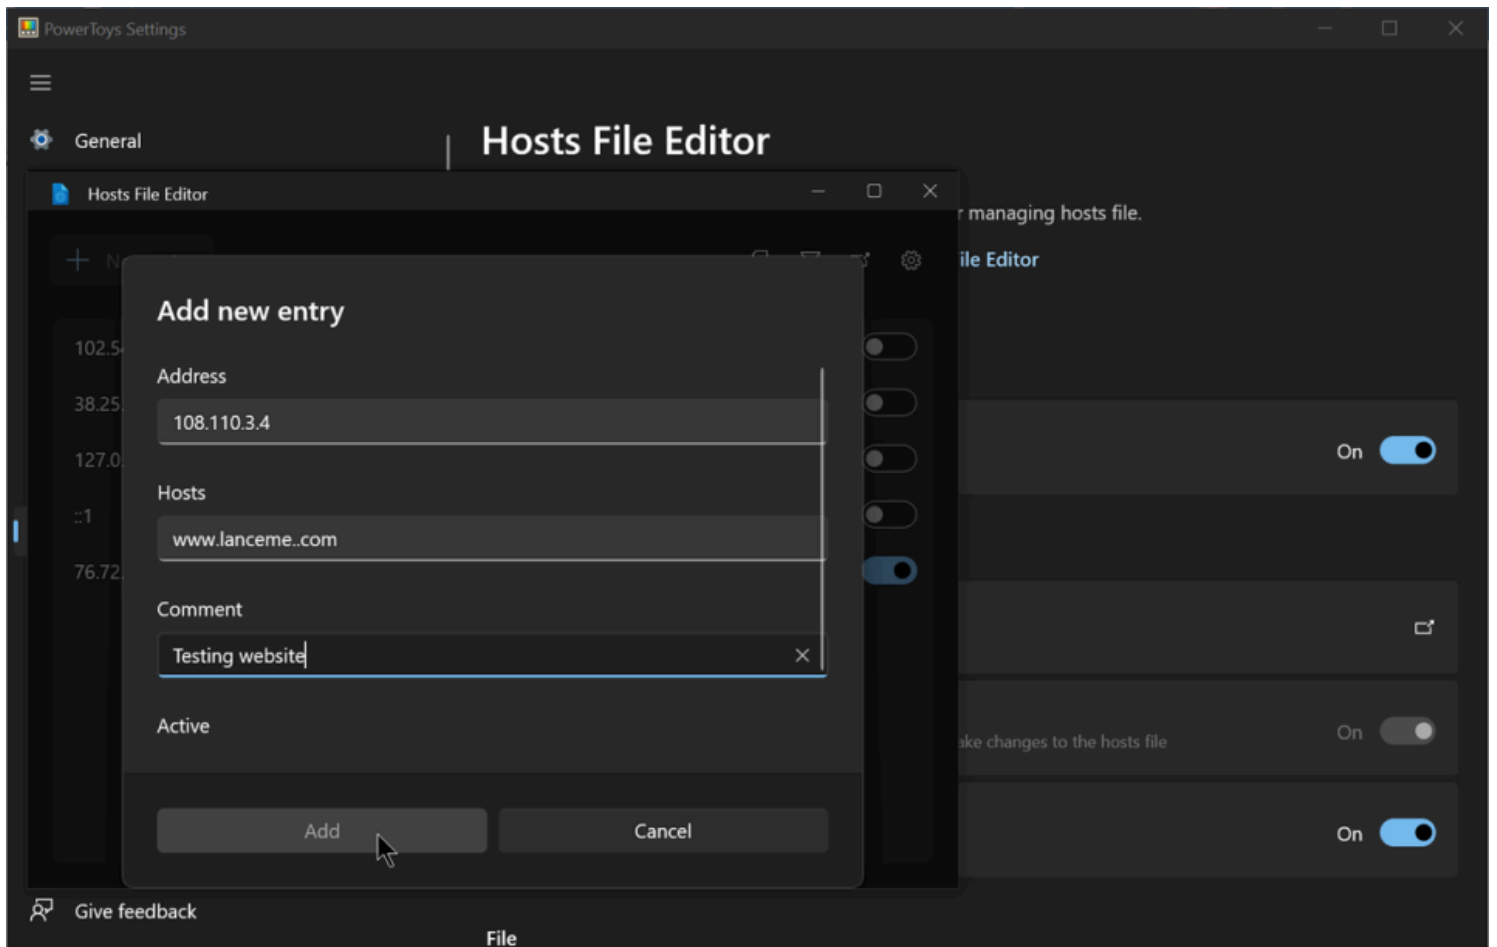 PowerToys Settings
General
Hosts File Editor
Hosts File Editor
managing hosts file.
ile Editor
Add new entry
102.5
Address
38.25
108.110.3.4
127.0
On
Hosts
::1
www.lanceme..com
76.72.
Comment
Testing website
Active
ake changes to the hosts file
On
Add
Cancel
On
Give feedback
File